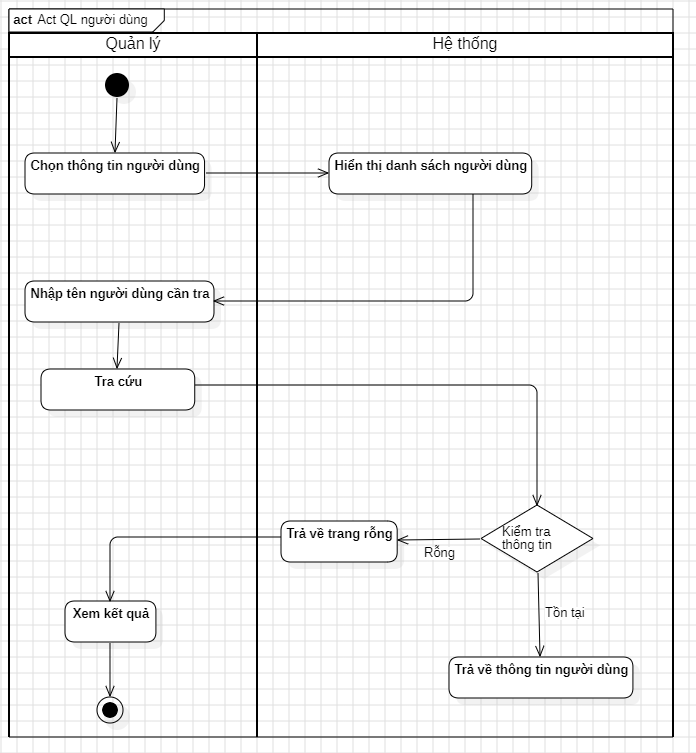 act Act QL người dùng
Quản lý
Hệ thống
Chọn thông tin người dùng
Hiển thị danh sách người dùng
Nhập tên người dùng cần tra
Tra cứu
Kiểm tra
thông tin
Trả về trang rỗng
Rỗng
Xem kết quả
Tồn tại
Trả về thông tin người dùng